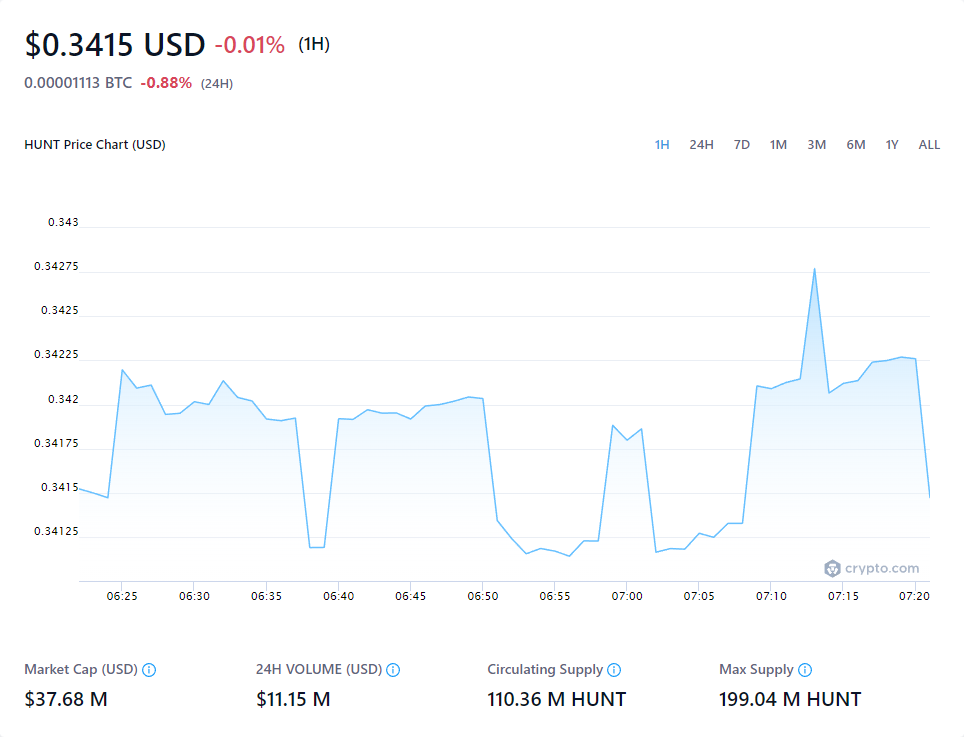 $0.3415 USD -0.01% (1H)
0.00001113 BTC -0.88% (24H)
HUNT Price Chart (USD) 1H 24H 7D 1M 3M 6M 1Y ALL
0.343
0.34275
0.3425
0.34225
0.342
0.34175
0.3415
0.34125
crypto.com
06:25 06:30 06:35 06:40 06:45 06:50 06:55 07:00 07:05 07:10 07:15 07:20
Market Cap (USD) 24H VOLUME (USD) Circulating Supply Max Supply
$37.68 M $11.15 M 110.36 M HUNT 199.04 M HUNT